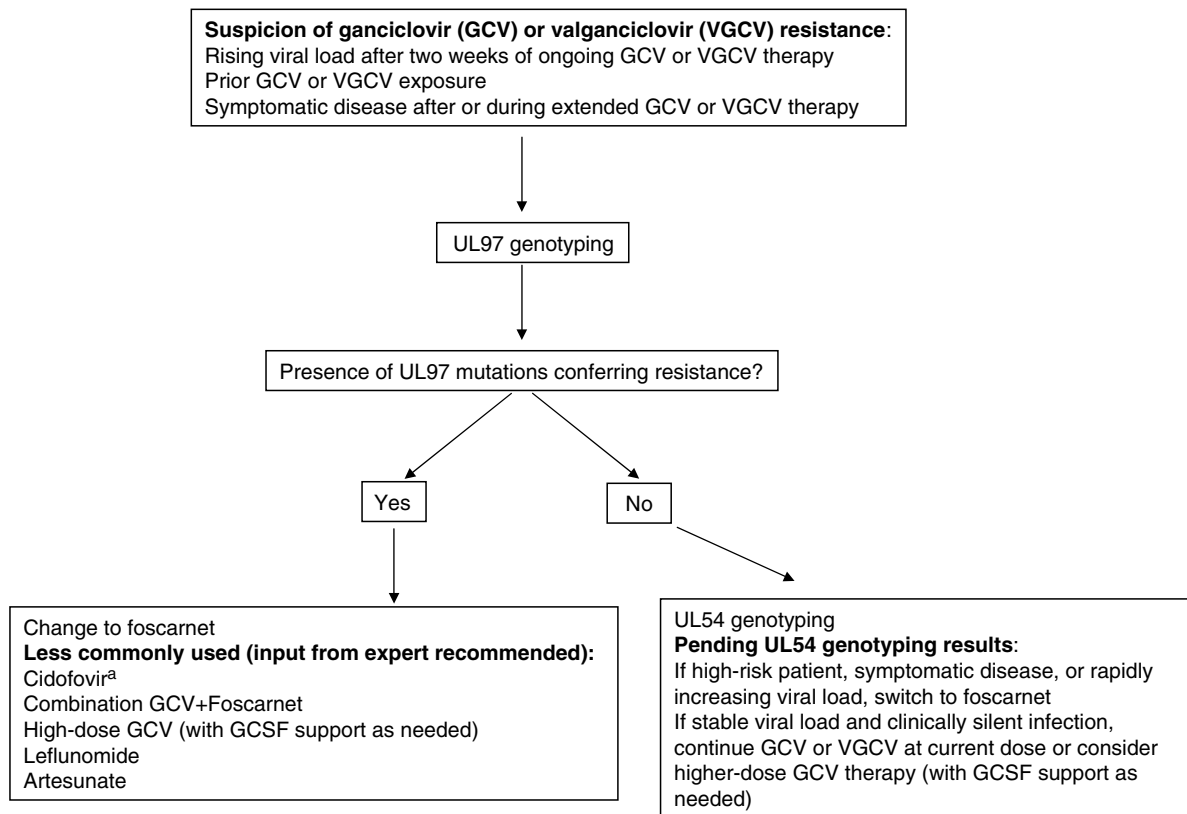 Suspicion of ganciclovir (GCV) or valganciclovir (VGCV) resistance:
Rising viral load after two weeks of ongoing GCV or VGCV therapy
Prior GCV or VGCV exposure
Symptomatic disease after or during extended GCV or VGCV therapy
UL97 genotyping
Presence of UL97 mutations conferring resistance?
Yes
No
Change to foscarnet
Less commonly used (input from expert recommended):
Cidofovirª
Combination GCV+Foscarnet
High-dose GCV (with GCSF support as needed)
Leflunomide
Artesunate
UL54 genotyping
Pending UL54 genotyping results:
If high-risk patient, symptomatic disease, or rapidly
increasing viral load, switch to foscarnet
If stable viral load and clinically silent infection,
continue GCV or VGCV at current dose or consider
higher-dose GCV therapy (with GCSF support as
needed)